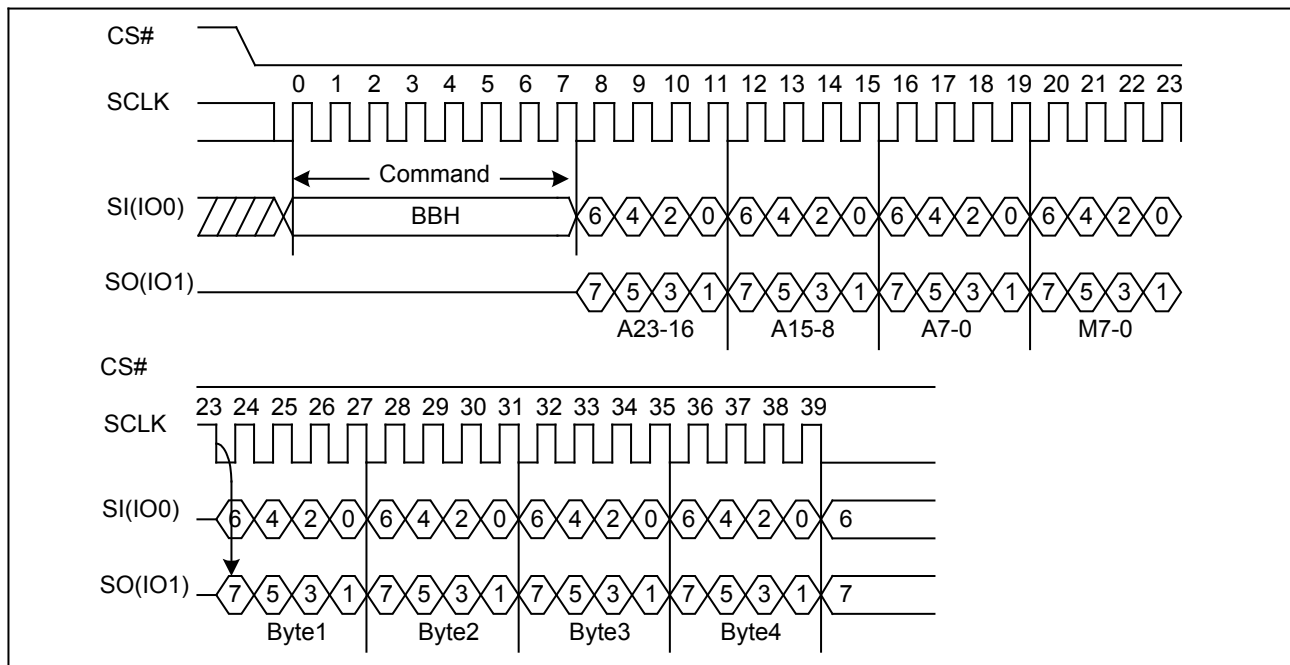 CS#
0 1 2 3 4 5 6 7 8 9 10 11 12 13 14 15 16 17 18 19 20 21 22 23
SCLK
Command
SI(IO0) BBH 6 4 2 0 6 4 2 0 6 4 2 0 6 4 2 0
SO(IO1) 7 5 3 1 7 5 3 1 7 5 3 1 7 5 3 1
A23-16 A15-8 A7-0 M7-0
CS#
23 24 25 26 27 28 29 30 31 32 33 34 35 36 37 38 39
SCLK
SI(IO0) 6 4 2 0 6 4 2 0 6 4 2 0 6 4 2 0 6
SO(IO1) 7 5 3 1 7 5 3 1 7 5 3 1 7 5 3 1 7
Byte1 Byte2 Byte3 Byte4